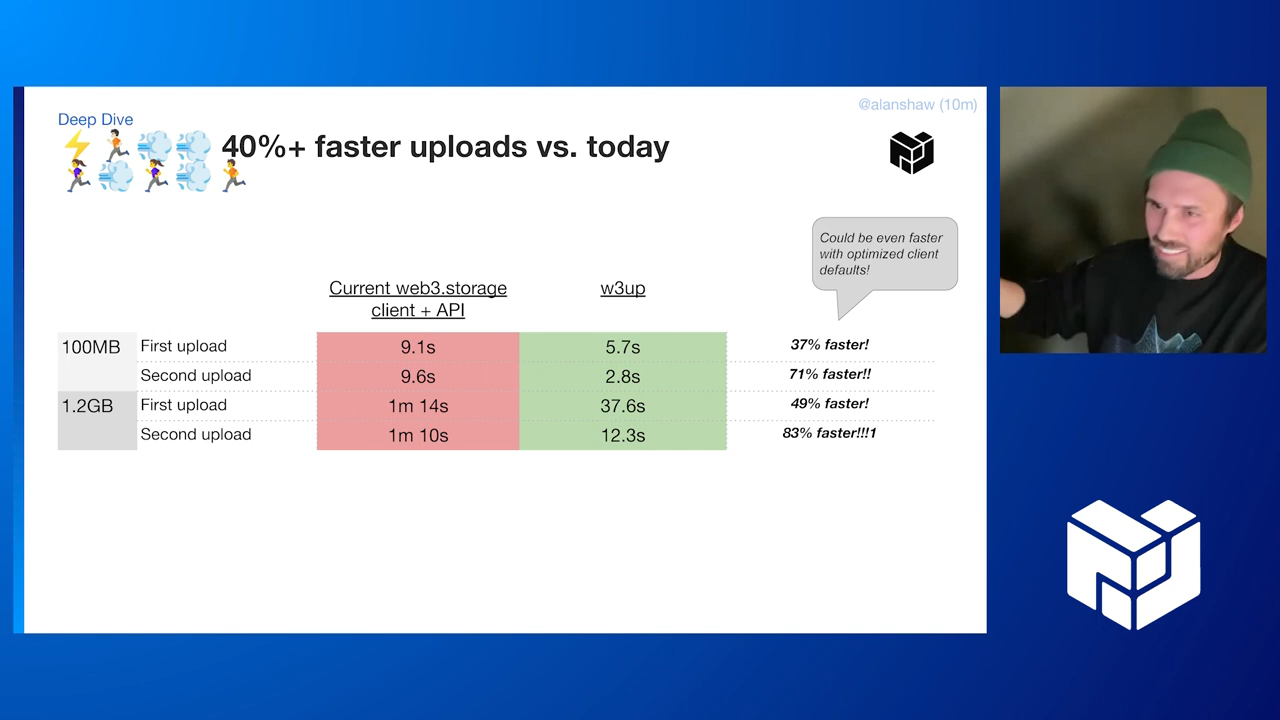 @alanshaw (10m)
Deep Dive
40%+ faster uploads vs. today
Could be even faster
with optimized client
defaults!
Current web3.storage
client + API
w3up
100MB First upload 9.1s 5.7s 37% faster!
Second upload 9.6s 2.8s 71% faster!!
1.2GB First upload 1m 14s 37.6s 49% faster!
Second upload 1m 10s 12.3s 83% faster!!!1